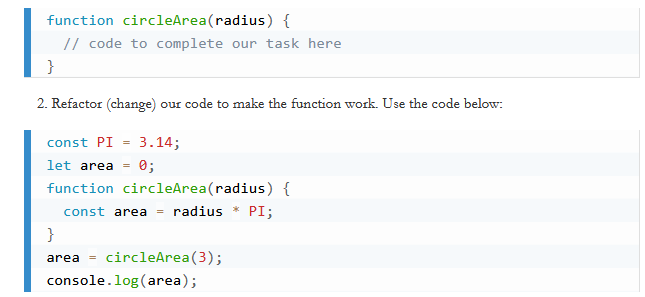 function circleArea(radius) {
  // code to complete our task here
}
2. Refactor (change) our code to make the function work. Use the code below:
const PI = 3.14;
let area = 0;
function circleArea(radius) {
  const area = radius * PI;
}
area = circleArea(3);
console.log(area);